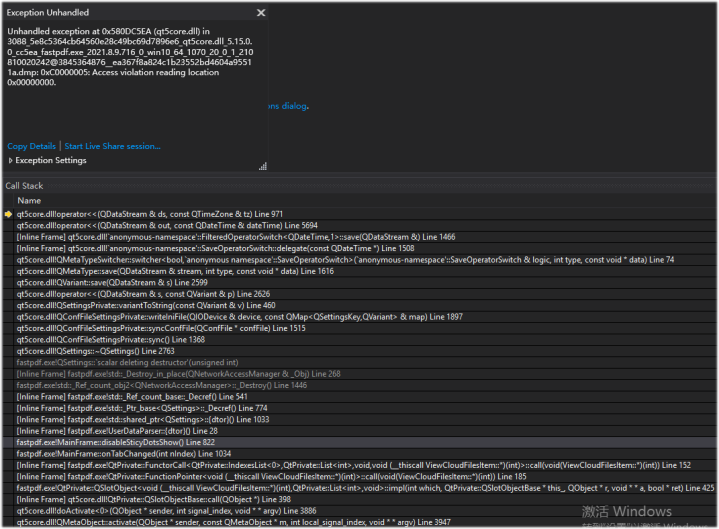 Exception Unhandled
Unhandled exception at 0x580DC5EA (qt5core.dll) in
3088_5e8c5364cb64560e28c49bc69d7896e6_qt5core.dll_5.15.0.
0_cc5ea_fastpdf.exe_2021.8.9.716_0_win10_64_1070_20_0_1_210
810020242@3845364876__ea367f8a824c1b23552bd4604a9551
1a.dmp: 0xC0000005: Access violation reading location
0x00000000.
ons dialog.
Copy Details | Start Live Share session...
Exception Settings
Call Stack
Name
qt5core.dll!operator<<(QDataStream & ds, const QTimeZone & tz) Line 971
qt5core.dll!operator<<(QDataStream & out, const QDateTime & dateTime) Line 5694
[Inline Frame] qt5core.dll!`anonymous-namespace'::FilteredOperatorSwitch<QDateTime,1>::save(QDataStream &) Line 1466
[Inline Frame] qt5core.dll!`anonymous-namespace'::SaveOperatorSwitch::delegate(const QDateTime *) Line 1508
qt5core.dll!QMetaTypeSwitcher::switcher<bool,`anonymous namespace'::SaveOperatorSwitch>(`anonymous-namespace'::SaveOperatorSwitch & logic, int type, const void * data) Line 74
qt5core.dll!QMetaType::save(QDataStream & stream, int type, const void * data) Line 1616
qt5core.dll!QVariant::save(QDataStream & s) Line 2599
qt5core.dll!operator<<(QDataStream & s, const QVariant & p) Line 2626
qt5core.dll!QSettingsPrivate::variantToString(const QVariant & v) Line 460
qt5core.dll!QConfFileSettingsPrivate::writeIniFile(QIODevice & device, const QMap<QSettingsKey,QVariant> & map) Line 1897
qt5core.dll!QConfFileSettingsPrivate::syncConfFile(QConfFile * confFile) Line 1515
qt5core.dll!QConfFileSettingsPrivate::sync() Line 1368
qt5core.dll!QSettings::~QSettings() Line 2763
fastpdf.exe!QSettings::`scalar deleting destructor'(unsigned int)
[Inline Frame] fastpdf.exe!std::_Destroy_in_place(QNetworkAccessManager & _Obj) Line 268
fastpdf.exe!std::_Ref_count_obj2<QNetworkAccessManager>::_Destroy() Line 1446
[Inline Frame] fastpdf.exe!std::_Ref_count_base::_Decref() Line 541
[Inline Frame] fastpdf.exe!std::_Ptr_base<QSettings>::_Decref() Line 774
[Inline Frame] fastpdf.exe!std::shared_ptr<QSettings>::{dtor}() Line 1033
[Inline Frame] fastpdf.exe!UserDataParser::{dtor}() Line 28
fastpdf.exe!MainFrame::disableSticyDotsShow() Line 822
fastpdf.exe!MainFrame::onTabChanged(int nIndex) Line 1034
[Inline Frame] fastpdf.exe!QtPrivate::FunctorCall<QtPrivate::IndexesList<0>,QtPrivate::List<int>,void,void (__thiscall ViewCloudFilesItem::*)(int)>::call(void(ViewCloudFilesItem::*)(int)) Line 152
[Inline Frame] fastpdf.exe!QtPrivate::FunctionPointer<void (__thiscall ViewCloudFilesItem::*)(int)>::call(void(ViewCloudFilesItem::*)(int)) Line 185
fastpdf.exe!QtPrivate::QSlotObject<void (__thiscall ViewCloudFilesItem::*)(int),QtPrivate::List<int>,void>::impl(int which, QtPrivate::QSlotObjectBase * this_, QObject * r, void * * a, bool * ret) Line 425
[Inline Frame] qt5core.dll!QtPrivate::QSlotObjectBase::call(QObject *) Line 398
qt5core.dll!doActivate<0>(QObject * sender, int signal_index, void * * argv) Line 3886
激活 Windows
qt5core.dll!QMetaObject::activate(QObject * sender, const QMetaObject * m, int local_signal_index, void * * argv) Line 3947